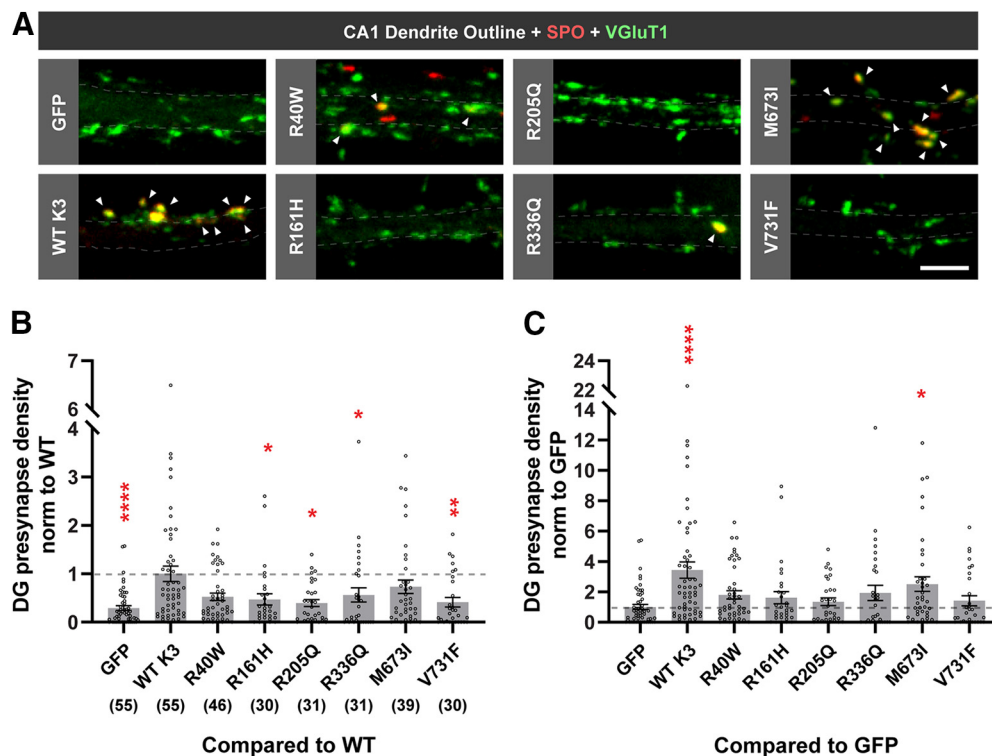 A
CA1 Dendrite Outline + SPO + VGluT1
GFP
R40W
R205Q
M673I
WT K3
R161H
R336Q
V731F
B
DG presynapse density
norm to WT
7
6
4
3
2
1
0
****
*
*
*
**
GFP WT K3 R40W R161H R205Q R336Q M673I V731F
(55) (55) (46) (30) (31) (31) (39) (30)
Compared to WT
C
DG presynapse density
norm to GFP
24
22
14
12
10
8
6
4
2
0
****
*
GFP WT K3 R40W R161H R205Q R336Q M673I V731F
Compared to GFP